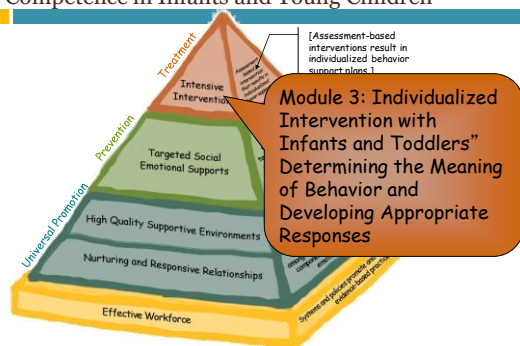 Competence in Infants and Young Children
[Assessment-based
interventions result in
individualized behavior
support plans.]
Treatment
Intensive
Intervention
Module 3: Individualized
Intervention with
Infants and Toddlers”
Determining the Meaning
of Behavior and
Developing Appropriate
Responses
Prevention
Targeted Social
Emotional Supports
Universal Promotion
High Quality Supportive Environments
Nurturing and Responsive Relationships
Effective Workforce
Systems and policies promote and
evidence-based